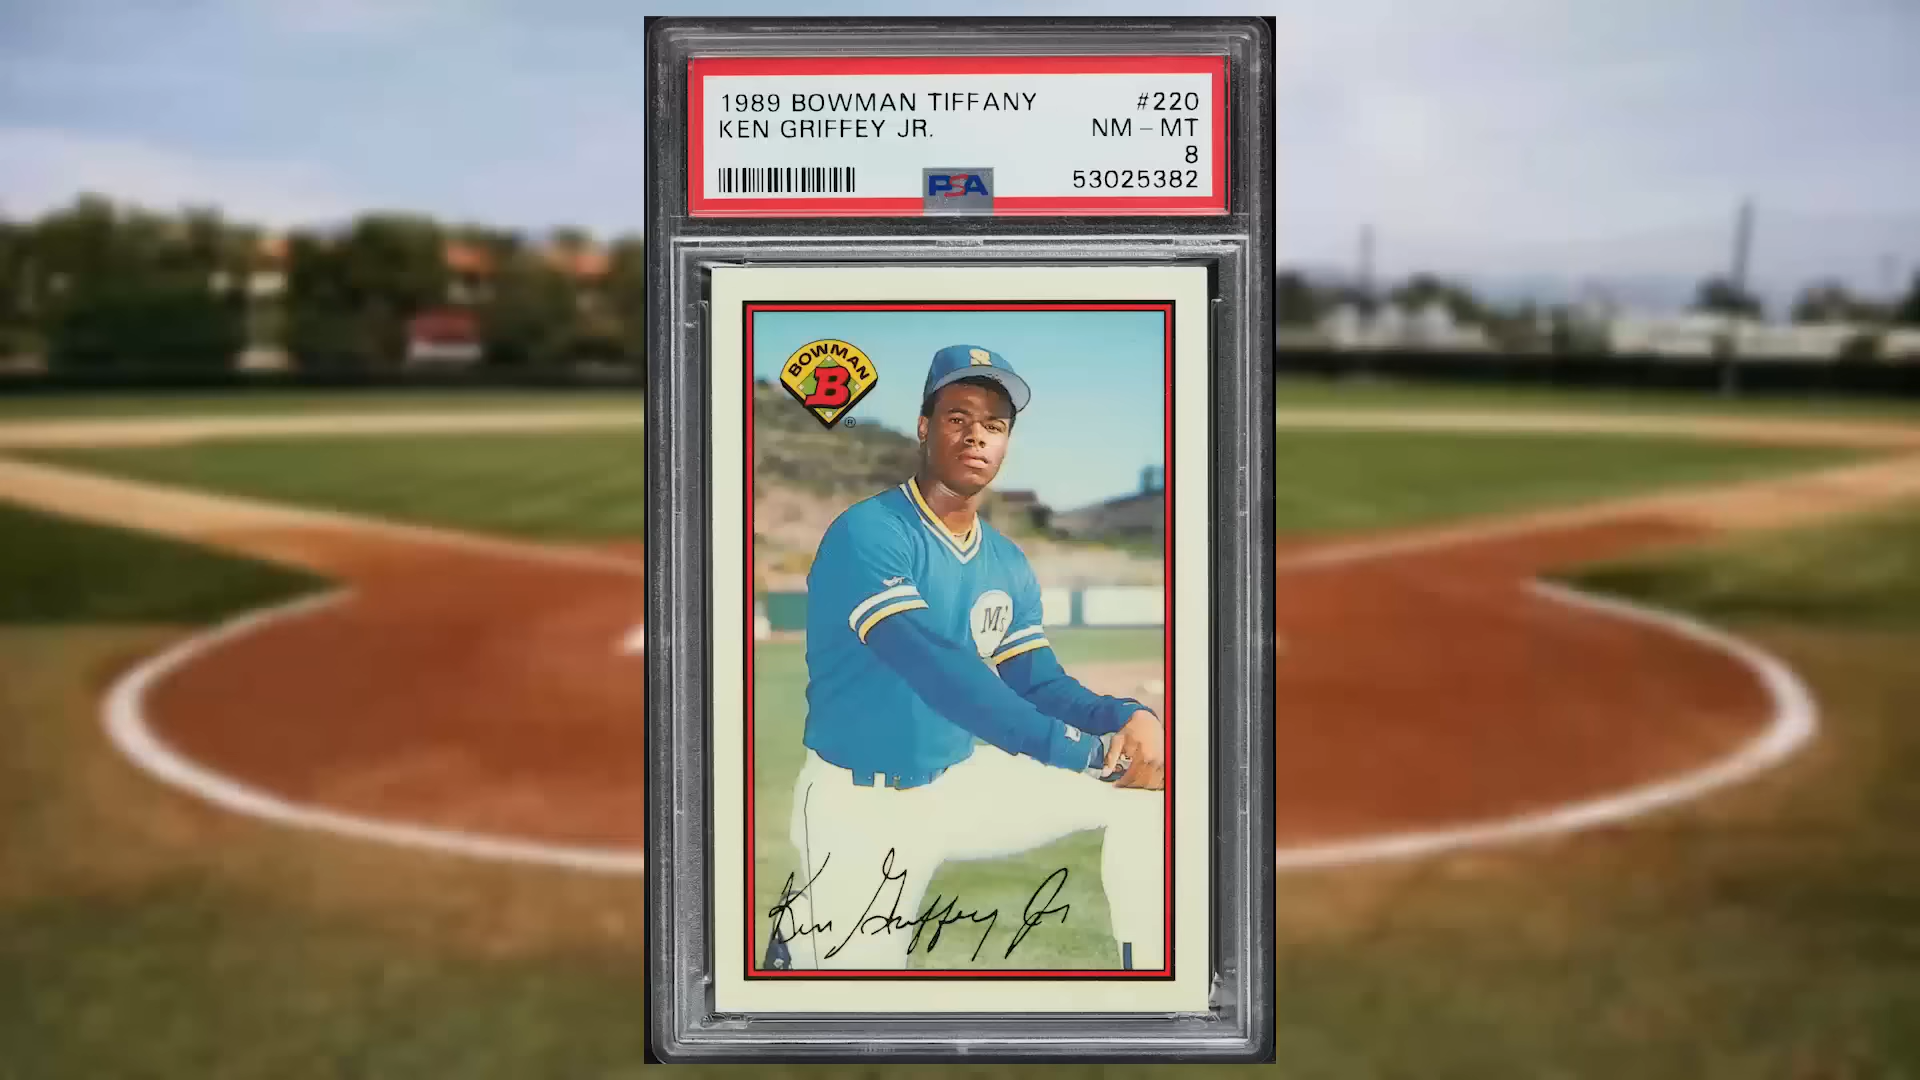 1989 BOWMAN TIFFANY #220
KEN GRIFFEY JR. NM - MT
8
PSA 53025382
BOWMAN
B
®
S
M's
Ken Griffey Jr